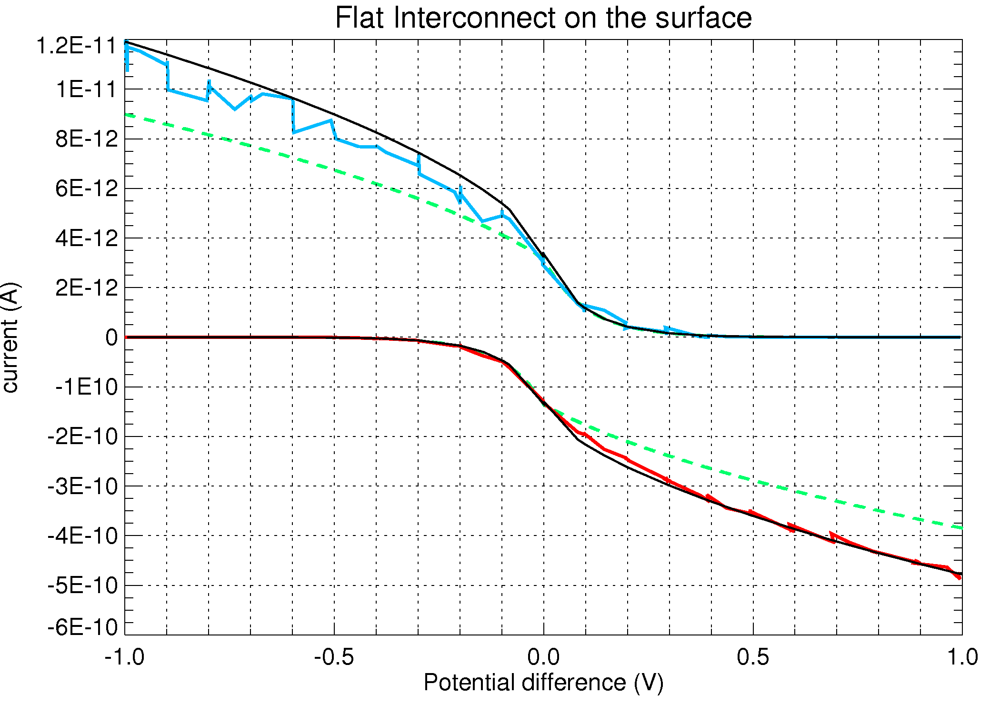 Flat Interconnect on the surface
1.2E-11
1E-11
8E-12
6E-12
4E-12
2E-12
0
-1E10
-2E-10
-3E-10
-4E-10
-5E-10
-6E-10
current (A)
-1.0 -0.5 0.0 0.5 1.0
Potential difference (V)